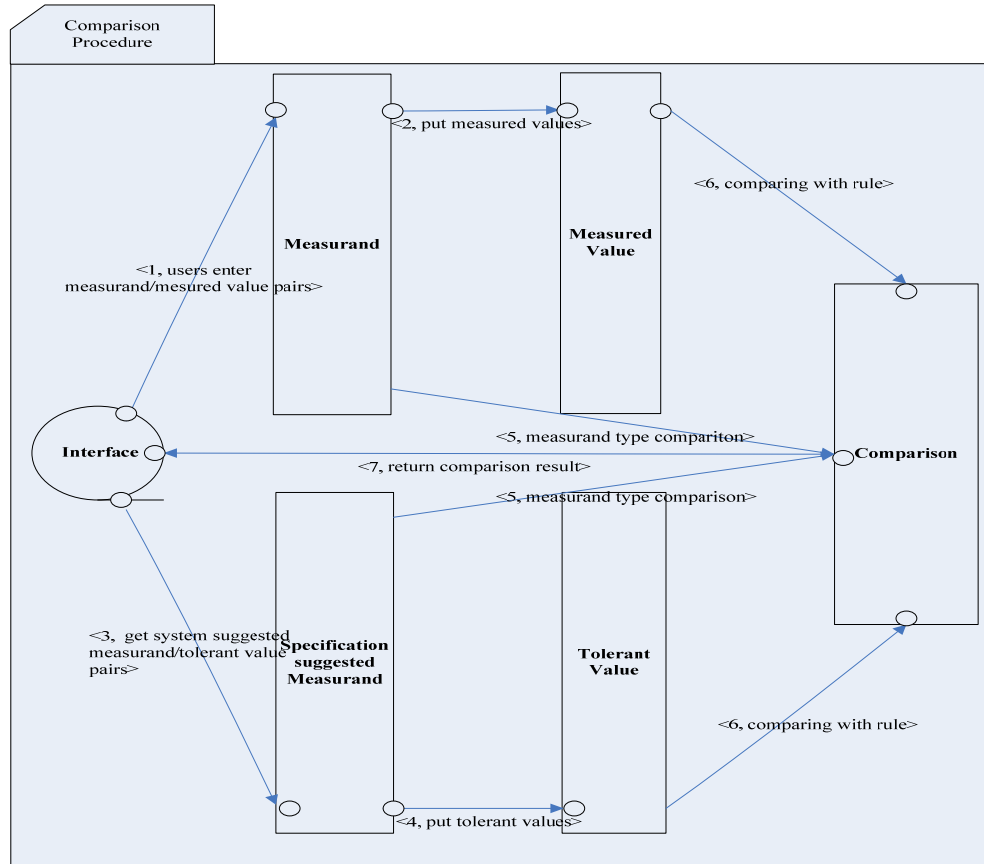 Comparison
Procedure
<2, put measured values>
<6, comparing with rule>
Measurand
Measured
Value
<1, users enter
measurand/mesured value pairs>
<5, measurand type compariton>
Interface
Comparison
<7, return comparison result>
<5, measurand type comparison>
<3,  get system suggested
measurand/tolerant value
pairs>
Specification
suggested
Measurand
Tolerant
Value
<6, comparing with rule>
<4, put tolerant values>